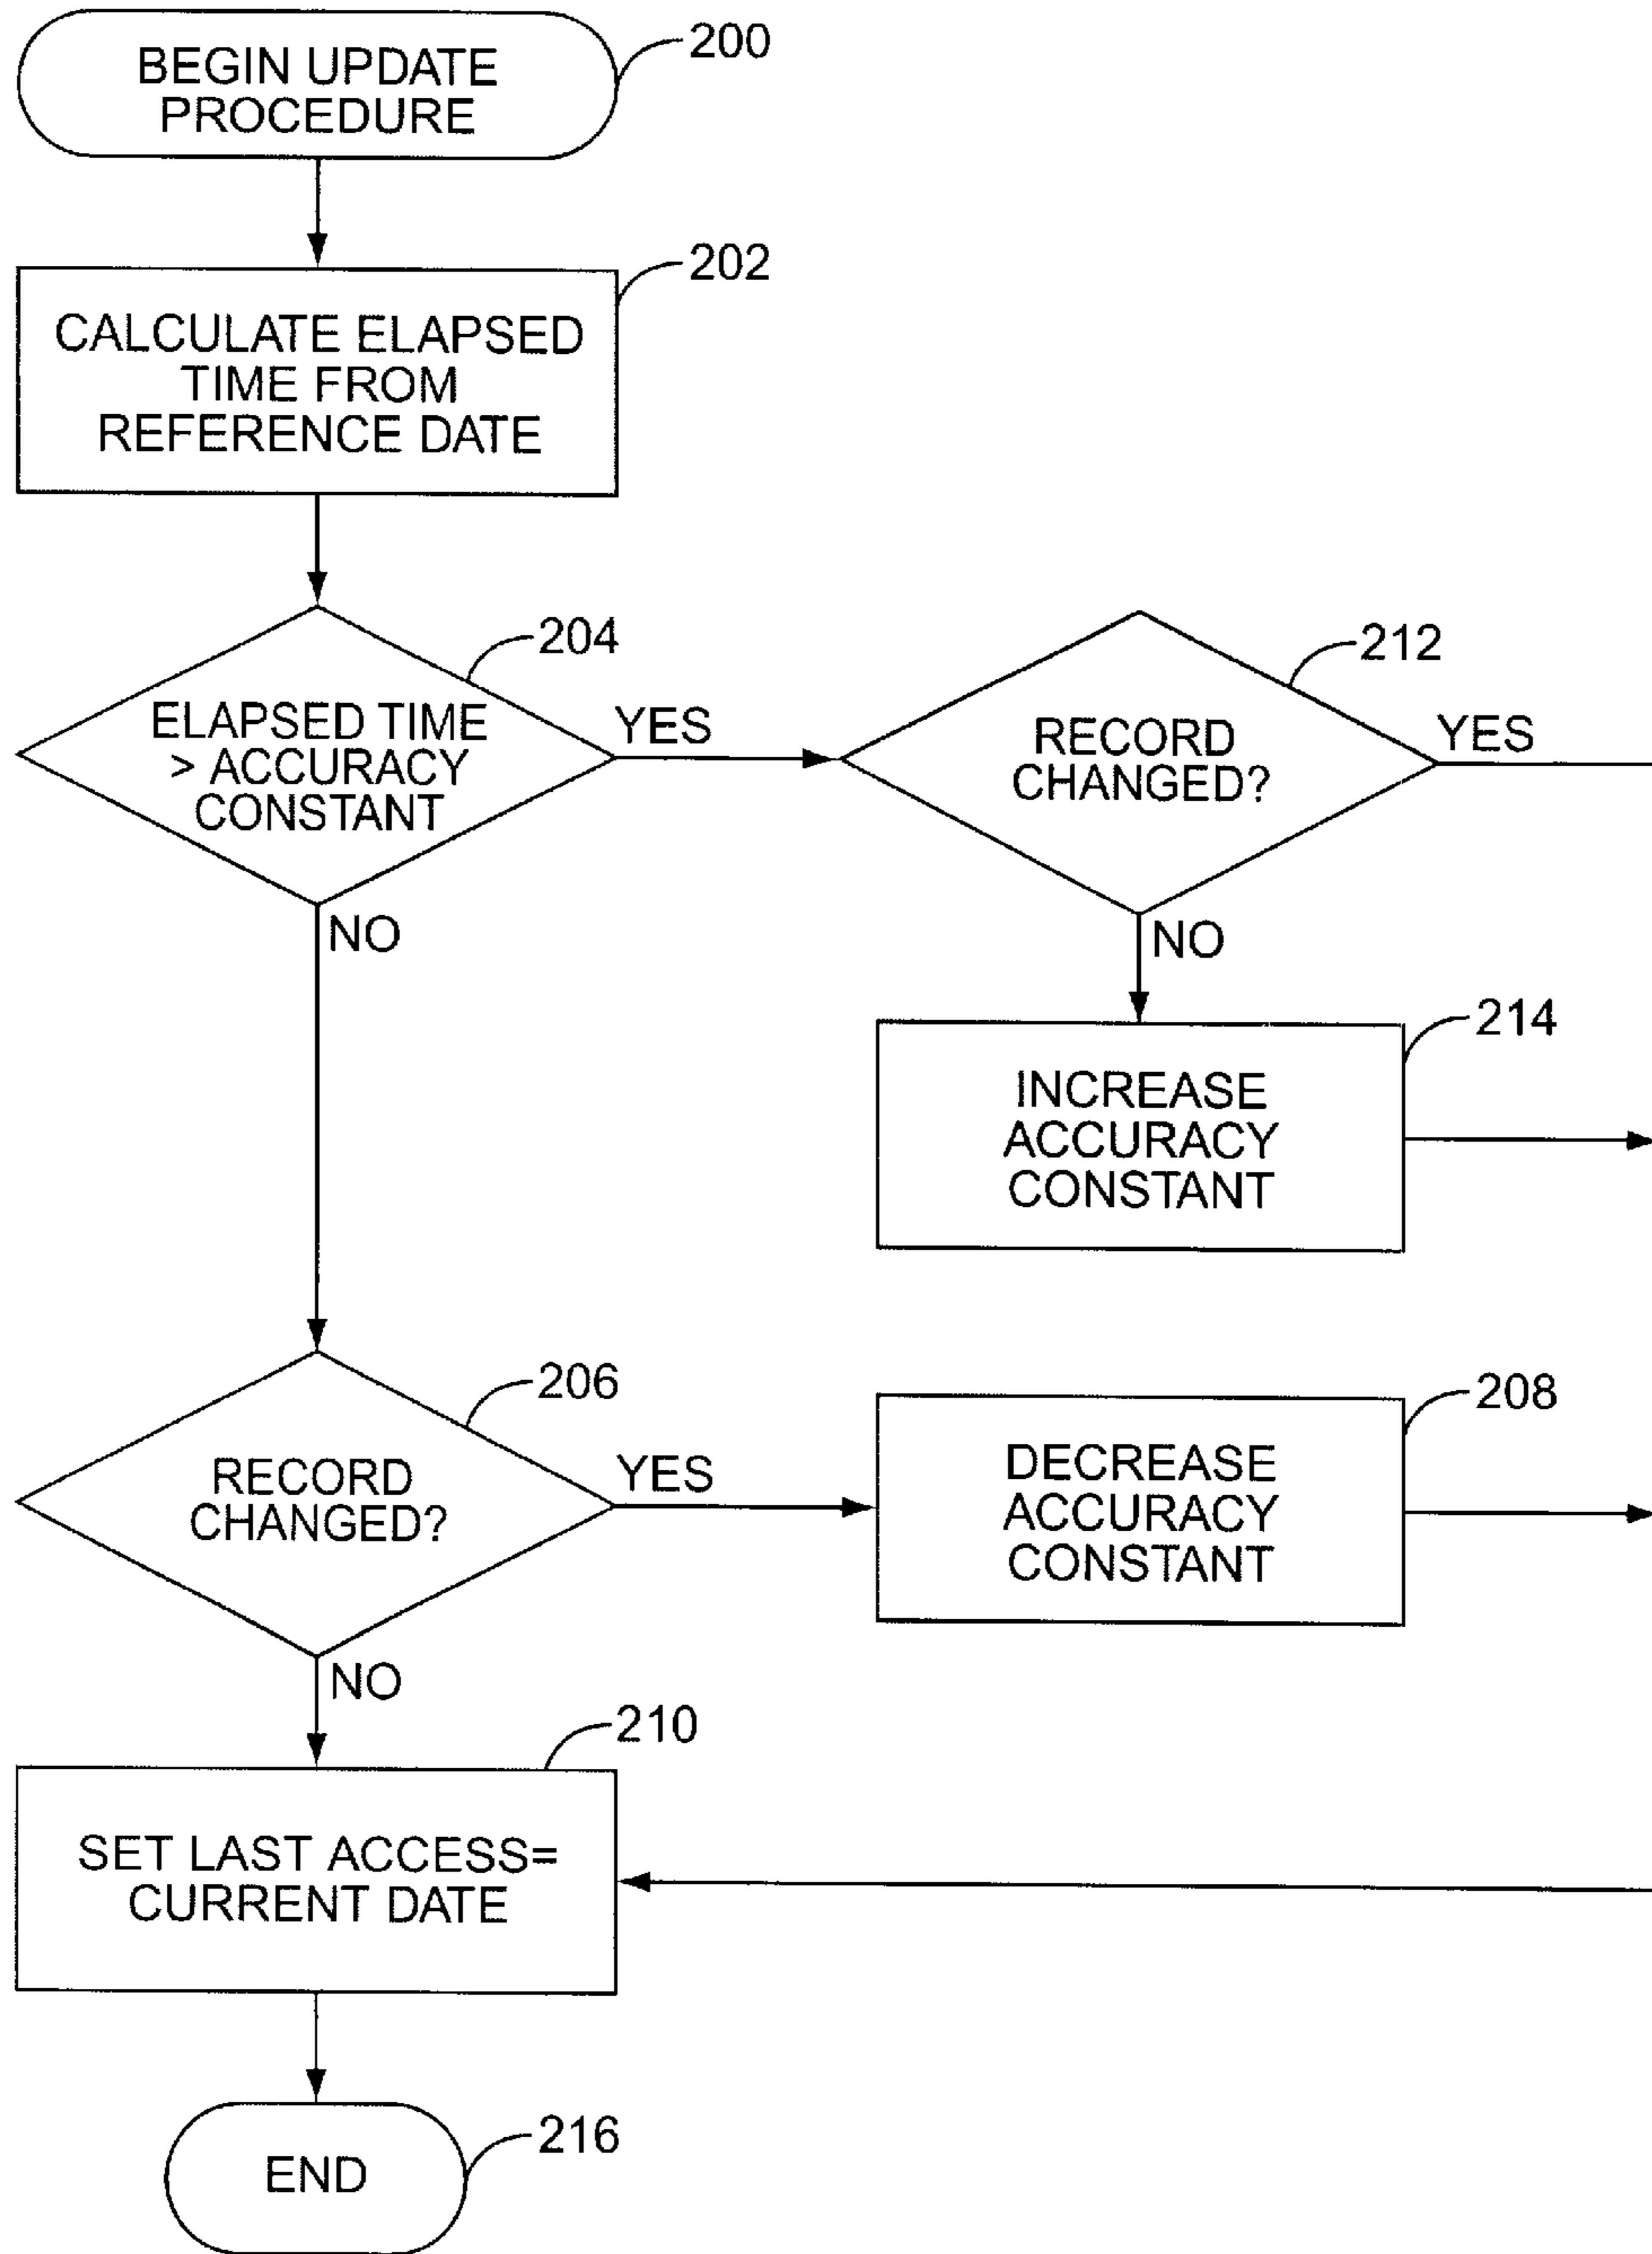 BEGIN UPDATE
PROCEDURE
200
CALCULATE ELAPSED
TIME FROM
REFERENCE DATE
202
ELAPSED TIME
> ACCURACY
CONSTANT
204
YES
NO
RECORD
CHANGED?
212
YES
NO
INCREASE
ACCURACY
CONSTANT
214
RECORD
CHANGED?
206
YES
NO
DECREASE
ACCURACY
CONSTANT
208
SET LAST ACCESS=
CURRENT DATE
210
END
216